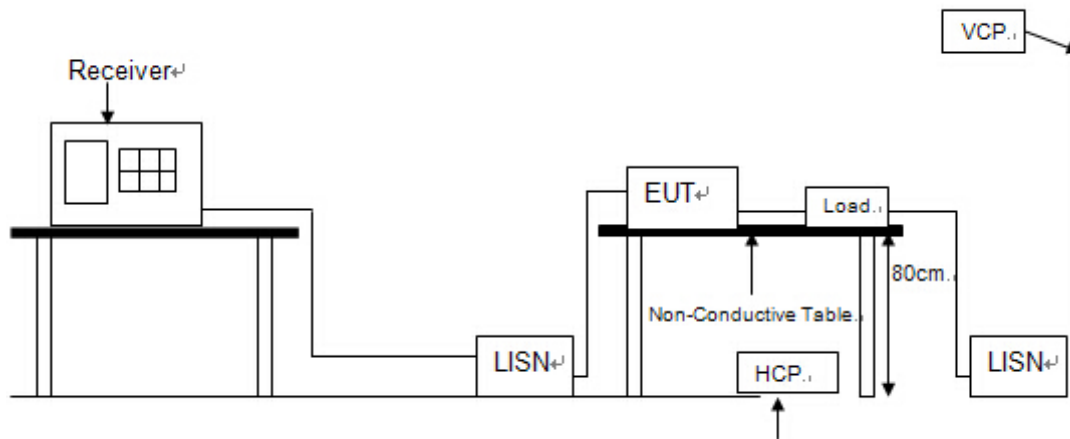 VCP.
Receiver↵
EUT↵
Load.
80cm.
Non-Conductive Table.
LISN↵
HCP.
LISN↵